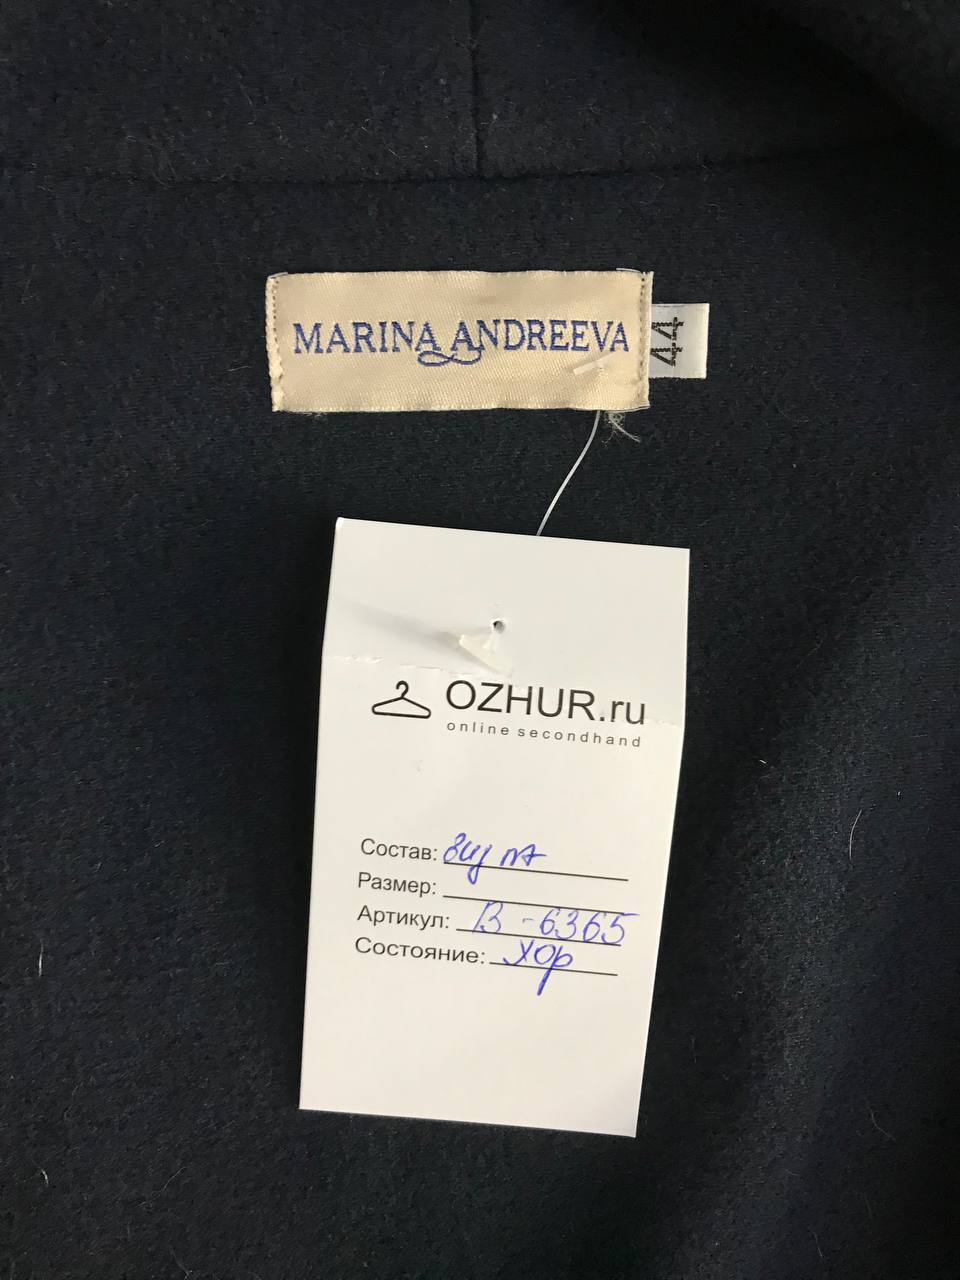 MARINA ANDREEVA
44
OZHUR.ru
online secondhand
Состав:
Размер:
Артикул: В-6365
Состояние: хор